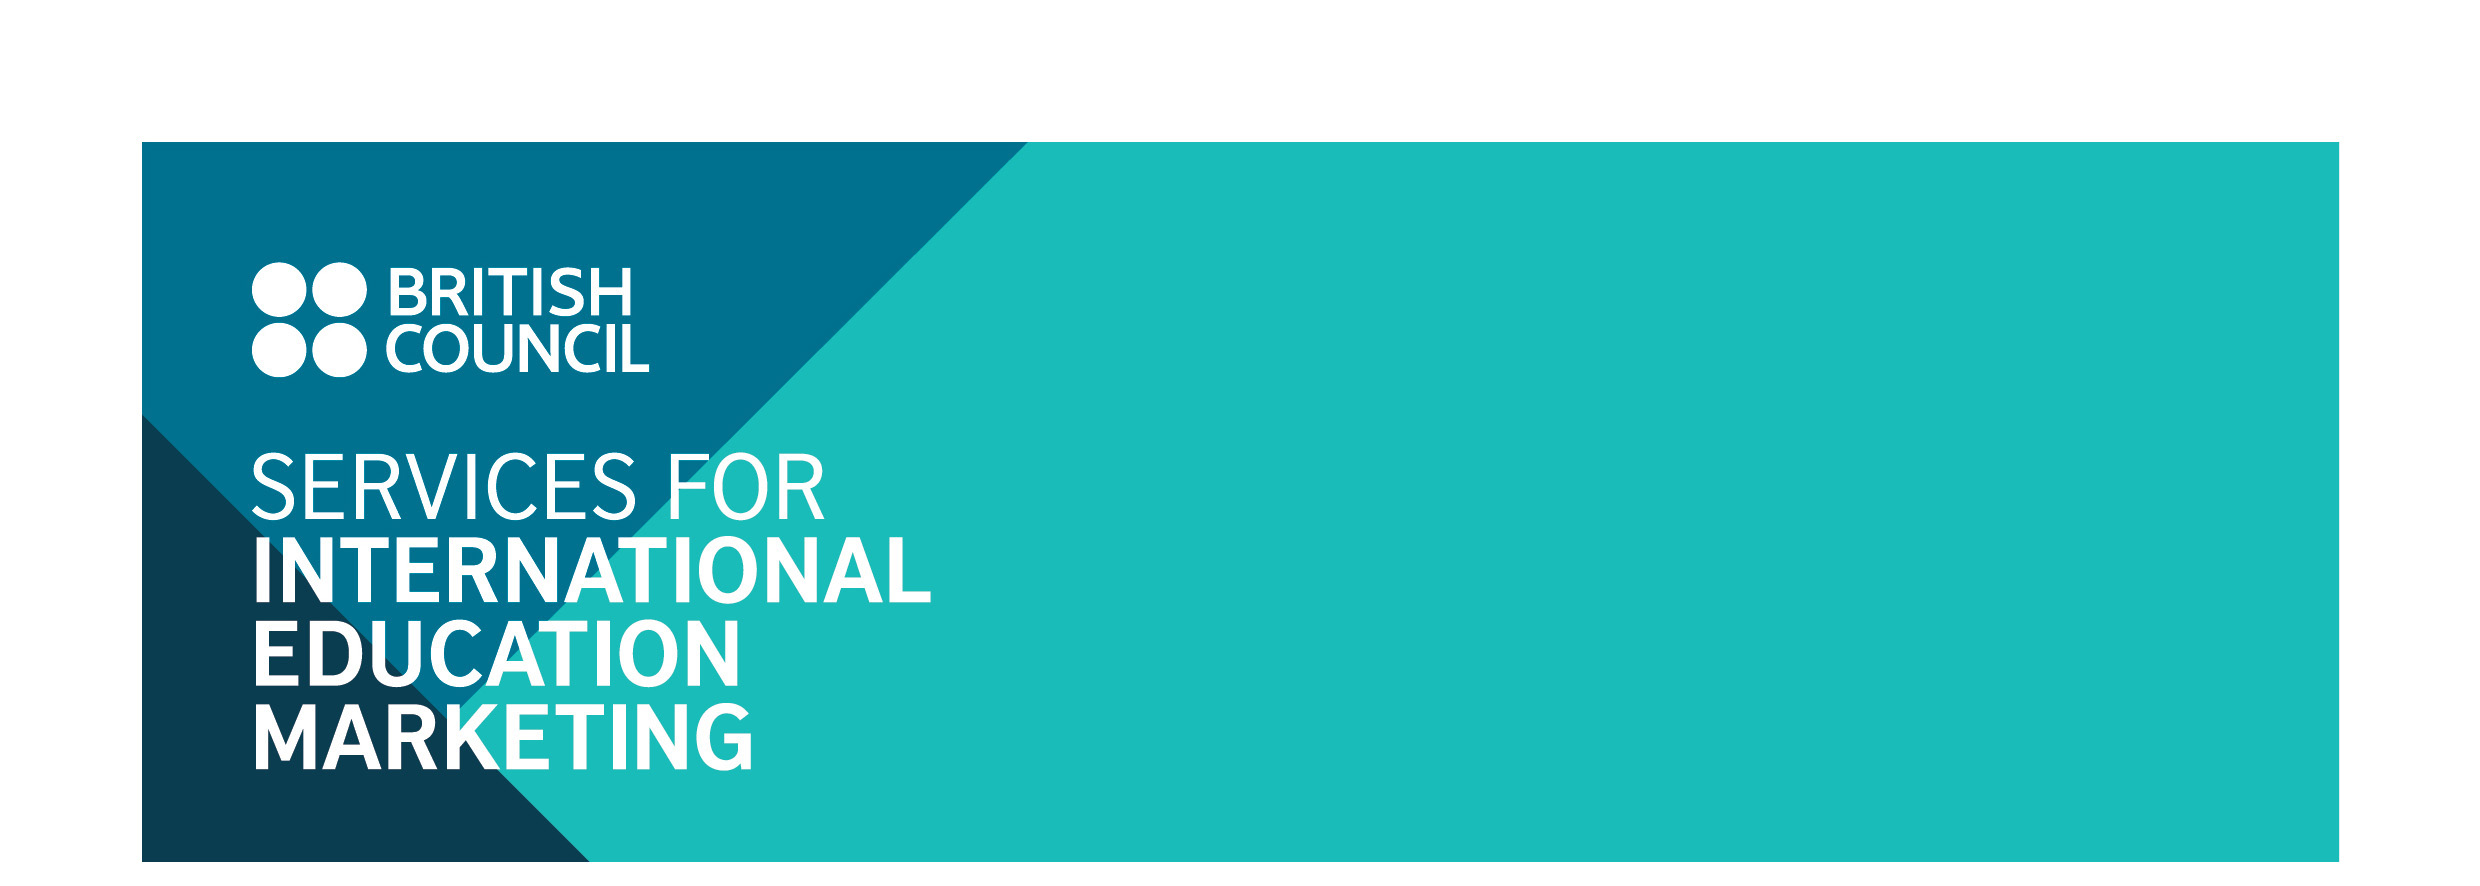 BRITISH
COUNCIL
SERVICES FOR
INTERNATIONAL
EDUCATION
MARKETING